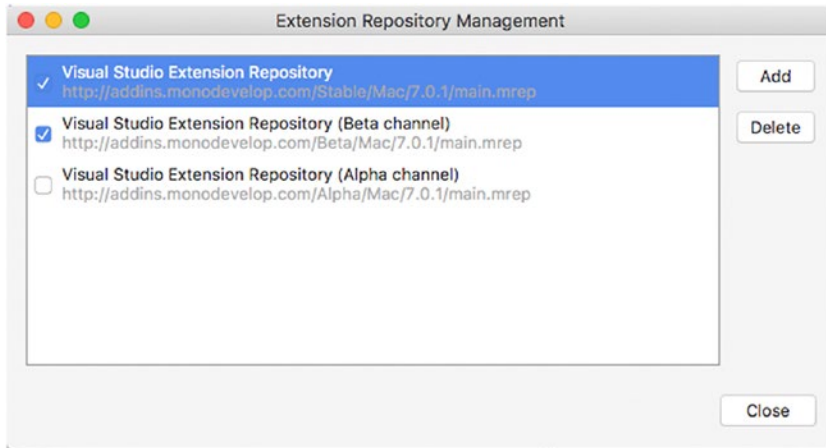 Extension Repository Management
Visual Studio Extension Repository
http://addins.monodevelop.com/Stable/Mac/7.0.1/main.mrep
Visual Studio Extension Repository (Beta channel)
http://addins.monodevelop.com/Beta/Mac/7.0.1/main.mrep
Visual Studio Extension Repository (Alpha channel)
http://addins.monodevelop.com/Alpha/Mac/7.0.1/main.mrep
Add
Delete
Close